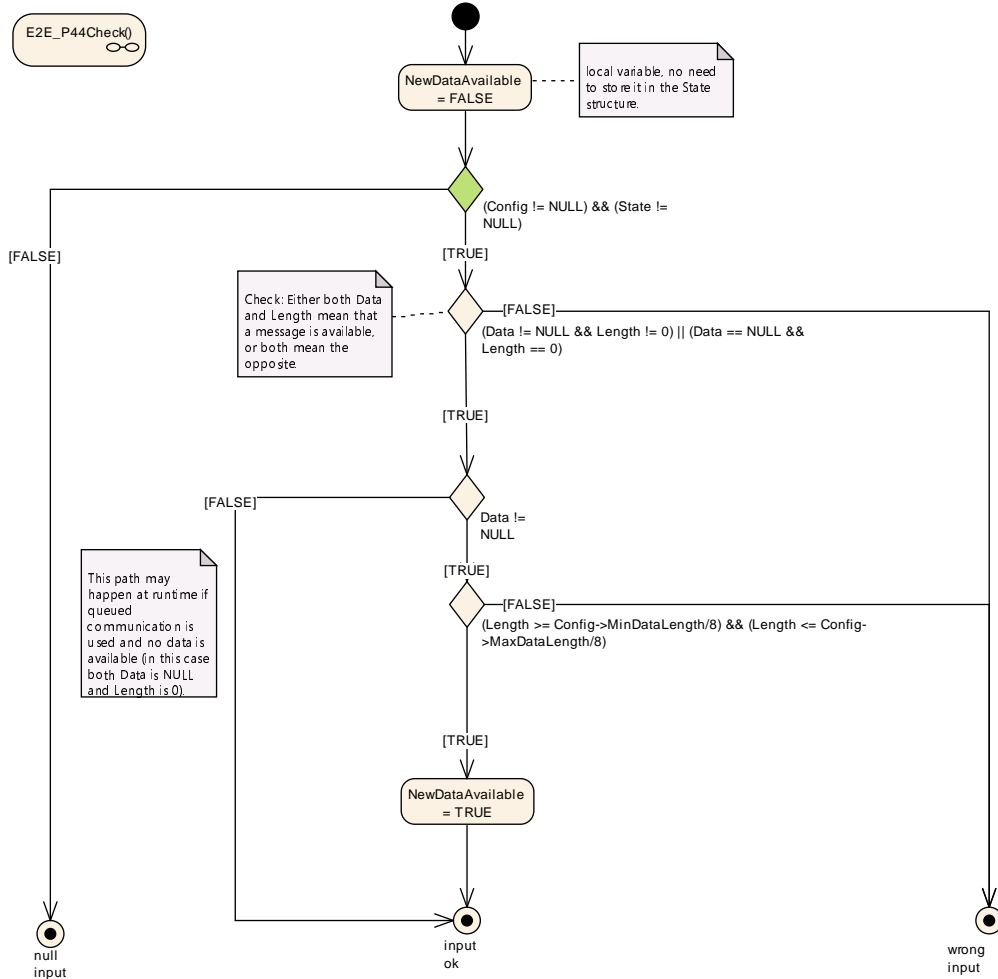 E2E_P44Check()
NewDataAvailable
= FALSE
local variable, no need
to store it in the State
structure.
(Config != NULL) && (State !=
NULL)
[FALSE]
[TRUE]
Check: Either both Data
and Length mean that
a message is available,
or both mean the
opposite.
[FALSE]
(Data != NULL && Length != 0) || (Data == NULL &&
Length == 0)
[TRUE]
[FALSE]
Data !=
NULL
This path may
happen at runtime if
queued
communication is
used and no data is
available (in this case
both Data is NULL
and Length is 0).
[TRUE]
[FALSE]
(Length >= Config->MinDataLength/8) && (Length <= Config-
>MaxDataLength/8)
[TRUE]
NewDataAvailable
= TRUE
null
input
input
ok
wrong
input